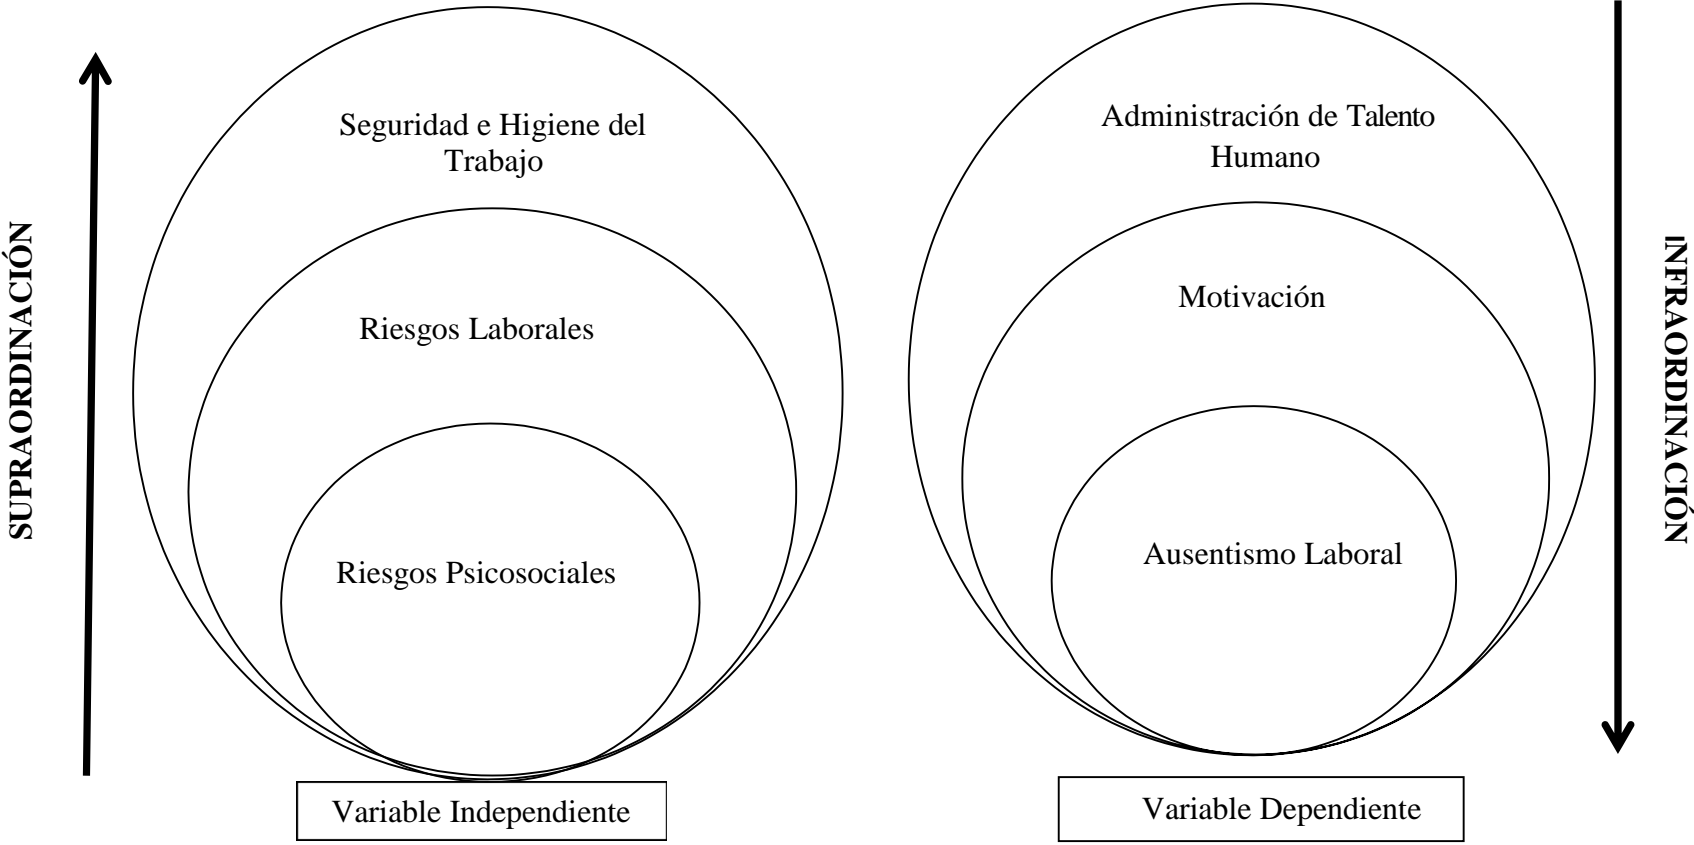 SUPRAORDINACIÓN
Seguridad e Higiene del
Trabajo
Riesgos Laborales
Riesgos Psicosociales
Variable Independiente
Administración de Talento
Humano
Motivación
Ausentismo Laboral
Variable Dependiente
INFRAORDINACIÓN